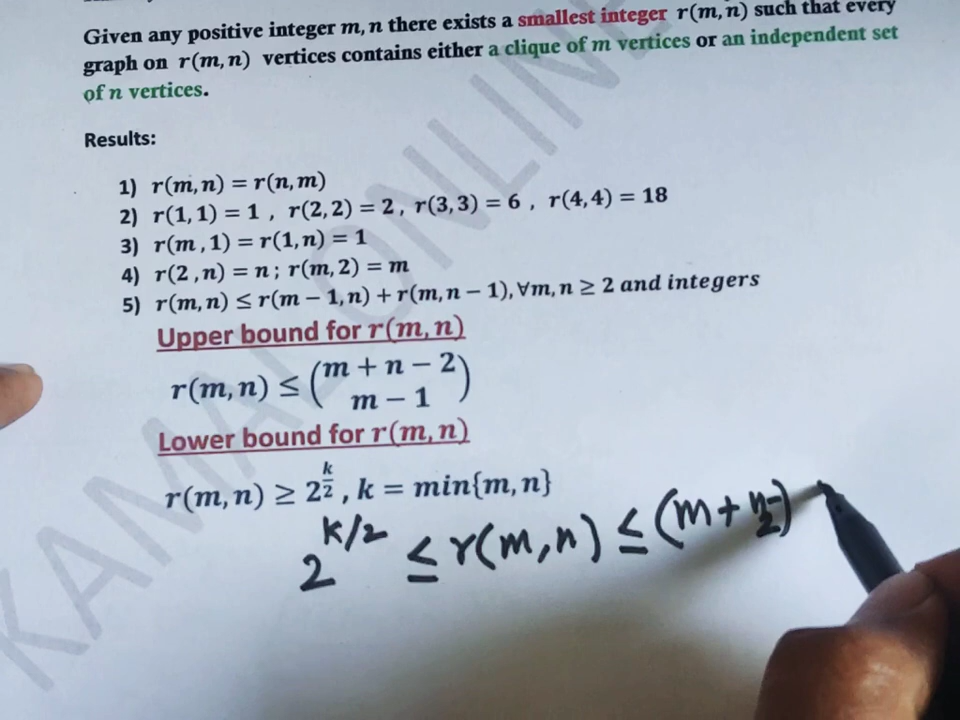 Given any positive integer m, n there exists a smallest integer r(m, n) such that every
graph on r(m, n) vertices contains either a clique of m vertices or an independent set
of n vertices.
Results:
1) r(m, n) = r(n, m)
2) r(1, 1) = 1 , r(2, 2) = 2 , r(3, 3) = 6 , r(4, 4) = 18
3) r(m , 1) = r(1, n) = 1
4) r(2 , n) = n ; r(m, 2) = m
5) r(m, n) ≤ r(m − 1, n) + r(m, n − 1), ∀m, n ≥ 2 and integers
Upper bound for r(m, n)
r(m, n) ≤ (m + n − 2
m − 1)
Lower bound for r(m, n)
r(m, n) ≥ 2^(k/2) , k = min{m, n}
2^(k/2) ≤ r(m, n) ≤ (m + n − 2)
KAMAL ONLINE